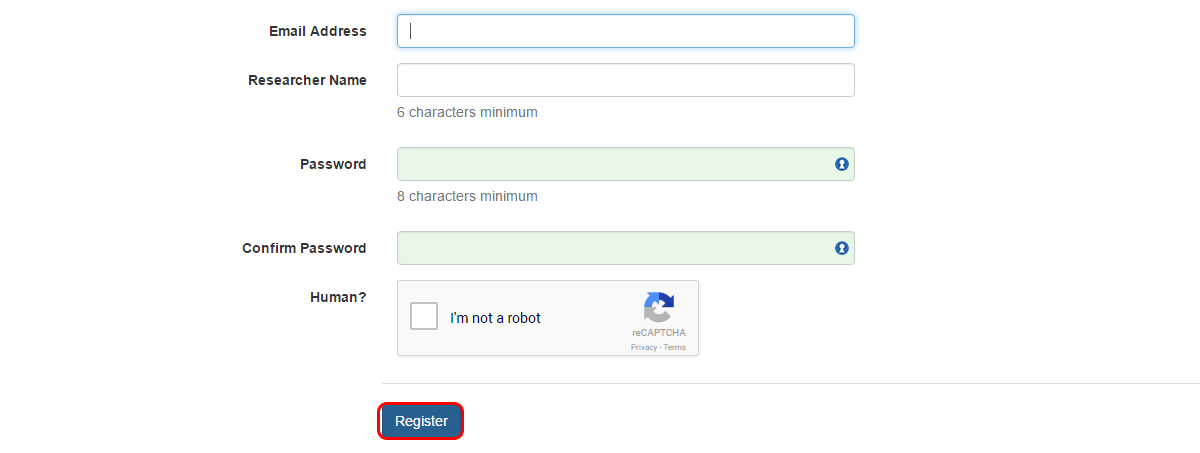 Email Address
Researcher Name
6 characters minimum
Password
8 characters minimum
Confirm Password
Human?
I'm not a robot
reCAPTCHA
Privacy - Terms
Register